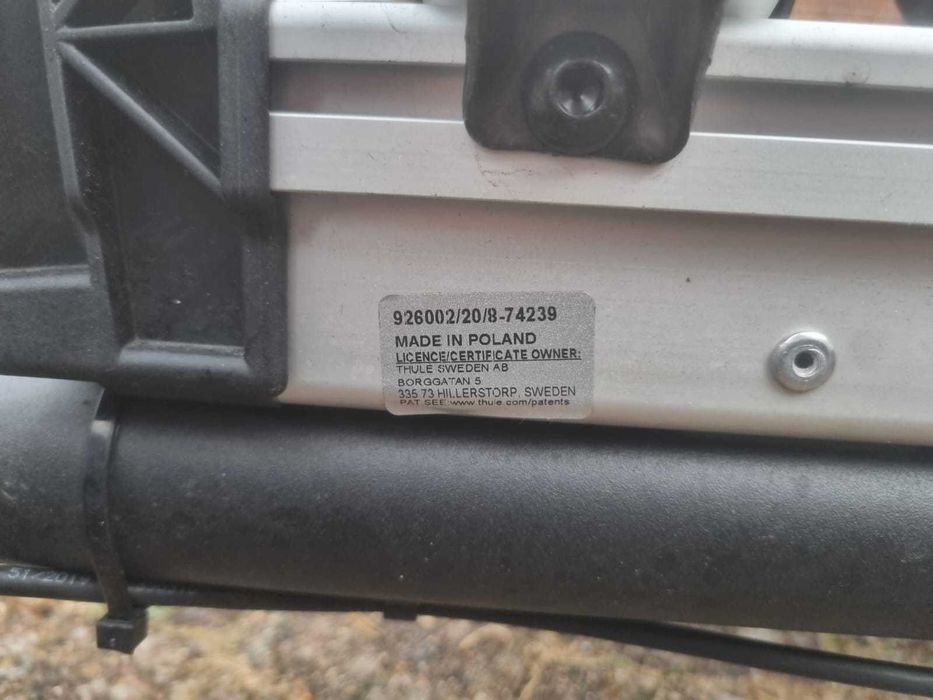 926002/20/8-74239
MADE IN POLAND
LICENCE/CERTIFICATE OWNER:
THULE SWEDEN AB
BORGGATAN 5
335 73 HILLERSTORP, SWEDEN
PAT SEE:www.thule.com/patents